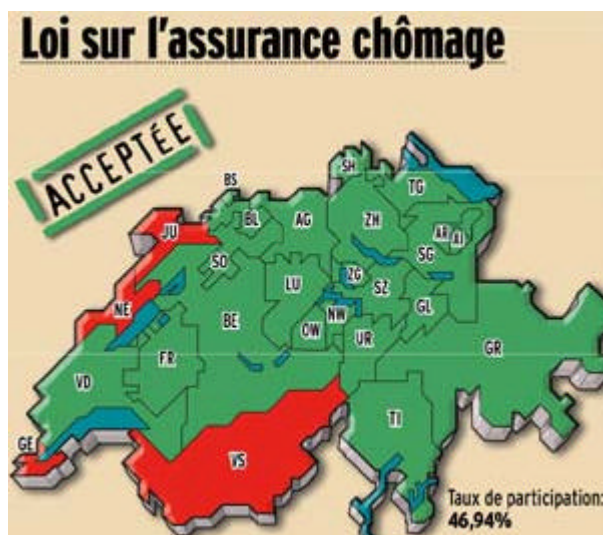 Loi sur l'assurance chômage
ACCEPTÉE
SH
BS
TG
BL
AG
ZH
JU
AR
AI
SO
SG
ZG
LU
SZ
NE
BE
NW
GL
OW
UR
FR
GR
VD
TI
GE
VS
Taux de participation:
46,94%